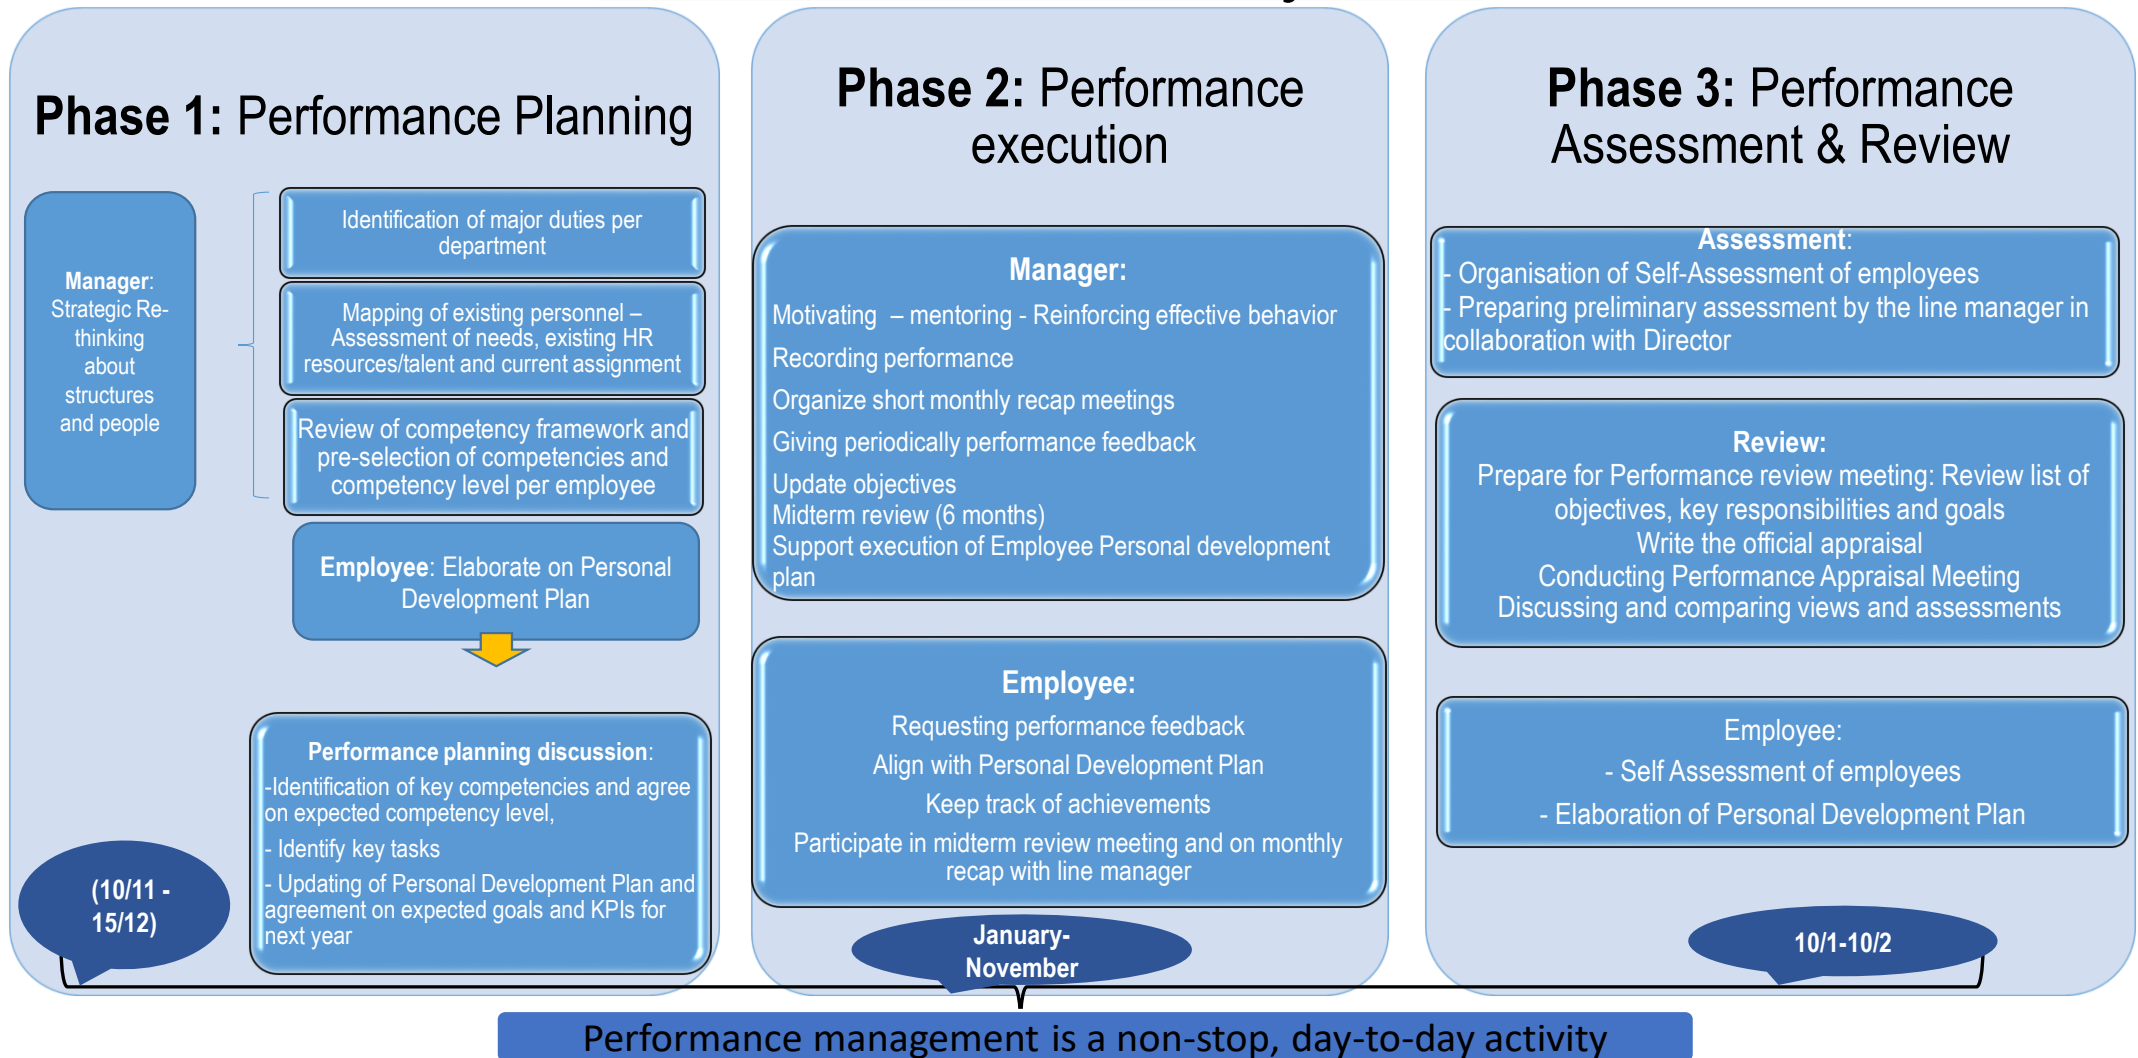 Phase 1: Performance Planning
Manager:
Strategic Re-
thinking
about
structures
and people
Identification of major duties per
department
Mapping of existing personnel –
Assessment of needs, existing HR
resources/talent and current assignment
Review of competency framework and
pre-selection of competencies and
competency level per employee
Employee: Elaborate on Personal
Development Plan
Performance planning discussion:
-Identification of key competencies and agree
on expected competency level,
- Identify key tasks
- Updating of Personal Development Plan and
agreement on expected goals and KPIs for
next year
(10/11 -
15/12)
Phase 2: Performance
execution
Manager:
Motivating – mentoring - Reinforcing effective behavior
Recording performance
Organize short monthly recap meetings
Giving periodically performance feedback
Update objectives
Midterm review (6 months)
Support execution of Employee Personal development
plan
Employee:
Requesting performance feedback
Align with Personal Development Plan
Keep track of achievements
Participate in midterm review meeting and on monthly
recap with line manager
January-
November
Phase 3: Performance
Assessment & Review
Assessment:
- Organisation of Self-Assessment of employees
- Preparing preliminary assessment by the line manager in
collaboration with Director
Review:
Prepare for Performance review meeting: Review list of
objectives, key responsibilities and goals
Write the official appraisal
Conducting Performance Appraisal Meeting
Discussing and comparing views and assessments
Employee:
- Self Assessment of employees
- Elaboration of Personal Development Plan
10/1-10/2
Performance management is a non-stop, day-to-day activity